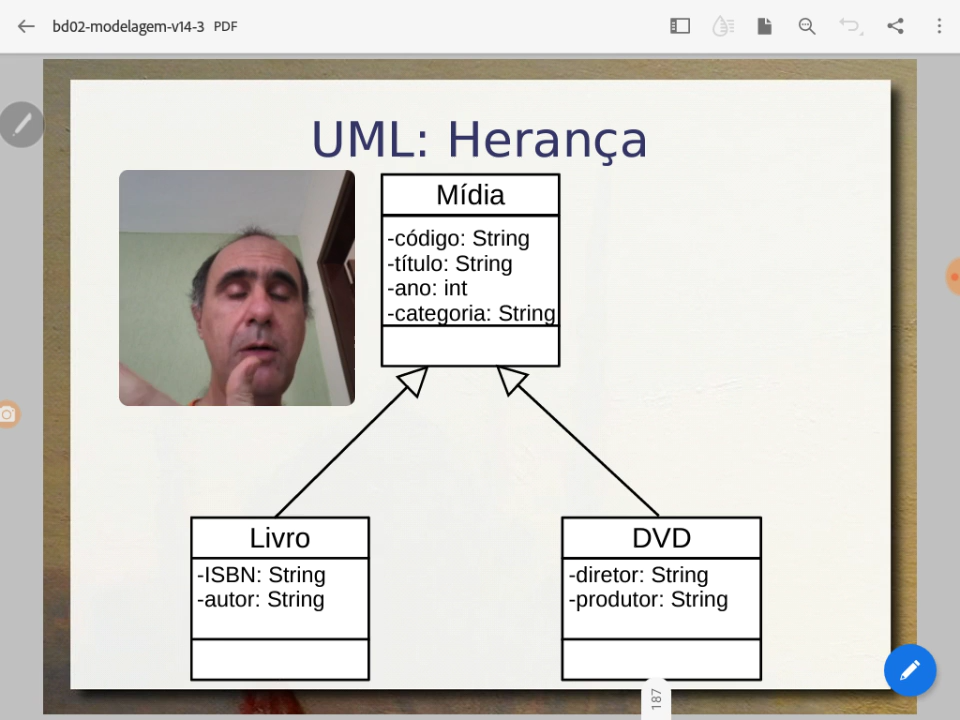 bd02-modelagem-v14-3 PDF
UML: Herança
Mídia
-código: String
-título: String
-ano: int
-categoria: String
Livro
-ISBN: String
-autor: String
DVD
-diretor: String
-produtor: String
187